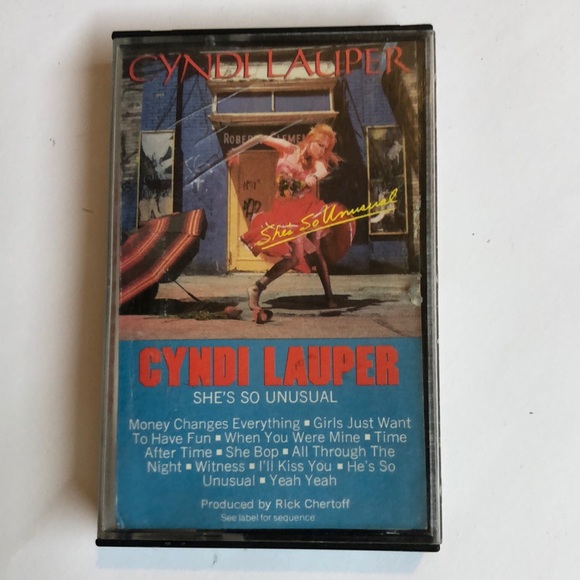 CYNDI LAUPER
She's So Unusual
CYNDI LAUPER
SHE'S SO UNUSUAL
Money Changes Everything ▪ Girls Just Want
To Have Fun ▪ When You Were Mine ▪ Time
After Time ▪ She Bop ▪ All Through The
Night ▪ Witness ▪ I'll Kiss You ▪ He's So
Unusual ▪ Yeah Yeah
Produced by Rick Chertoff
See label for sequence